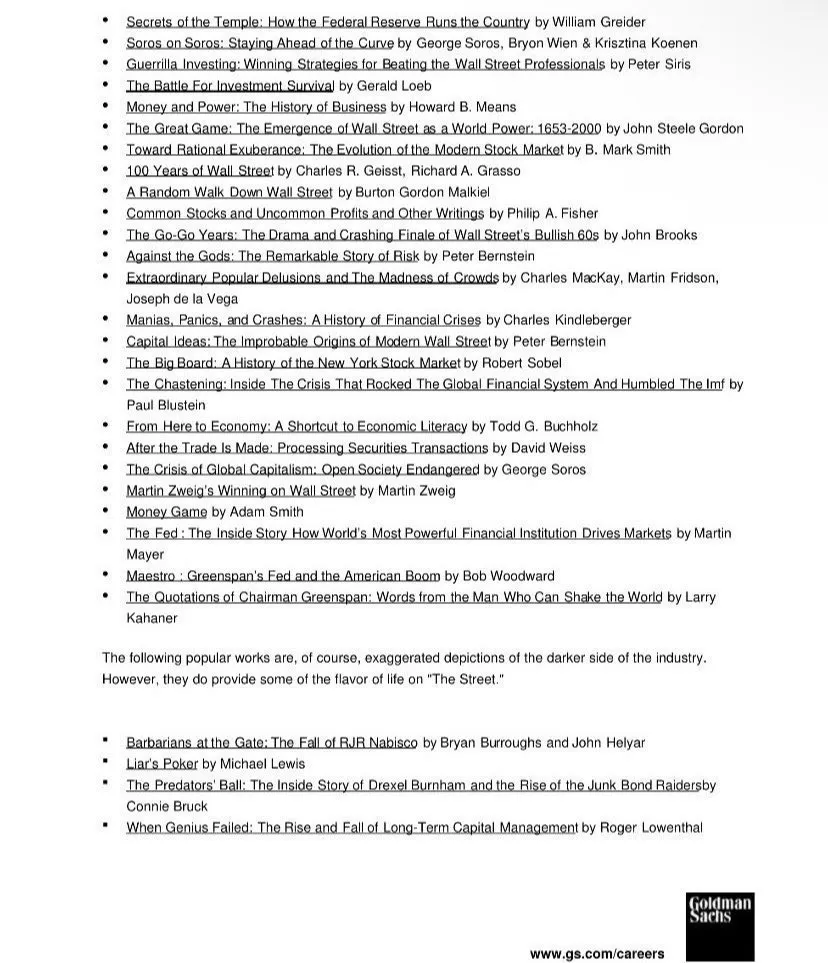 • Secrets of the Temple: How the Federal Reserve Runs the Country by William Greider
• Soros on Soros: Staying Ahead of the Curve by George Soros, Bryon Wien & Krisztina Koenen
• Guerrilla Investing: Winning Strategies for Beating the Wall Street Professionals by Peter Siris
• The Battle For Investment Survival by Gerald Loeb
• Money and Power: The History of Business by Howard B. Means
• The Great Game: The Emergence of Wall Street as a World Power: 1653-2000 by John Steele Gordon
• Toward Rational Exuberance: The Evolution of the Modern Stock Market by B. Mark Smith
• 100 Years of Wall Street by Charles R. Geisst, Richard A. Grasso
• A Random Walk Down Wall Street by Burton Gordon Malkiel
• Common Stocks and Uncommon Profits and Other Writings by Philip A. Fisher
• The Go-Go Years: The Drama and Crashing Finale of Wall Street's Bullish 60s by John Brooks
• Against the Gods: The Remarkable Story of Risk by Peter Bernstein
• Extraordinary Popular Delusions and The Madness of Crowds by Charles MacKay, Martin Fridson,
Joseph de la Vega
• Manias, Panics, and Crashes: A History of Financial Crises by Charles Kindleberger
• Capital Ideas: The Improbable Origins of Modern Wall Street by Peter Bernstein
• The Big Board: A History of the New York Stock Market by Robert Sobel
• The Chastening: Inside The Crisis That Rocked The Global Financial System And Humbled The Imf by
Paul Blustein
• From Here to Economy: A Shortcut to Economic Literacy by Todd G. Buchholz
• After the Trade Is Made: Processing Securities Transactions by David Weiss
• The Crisis of Global Capitalism: Open Society Endangered by George Soros
• Martin Zweig's Winning on Wall Street by Martin Zweig
• Money Game by Adam Smith
• The Fed : The Inside Story How World's Most Powerful Financial Institution Drives Markets by Martin
Mayer
• Maestro : Greenspan's Fed and the American Boom by Bob Woodward
• The Quotations of Chairman Greenspan: Words from the Man Who Can Shake the World by Larry
Kahaner
The following popular works are, of course, exaggerated depictions of the darker side of the industry.
However, they do provide some of the flavor of life on "The Street."
▪ Barbarians at the Gate: The Fall of RJR Nabisco by Bryan Burroughs and John Helyar
▪ Liar's Poker by Michael Lewis
▪ The Predators' Ball: The Inside Story of Drexel Burnham and the Rise of the Junk Bond Raidersby
Connie Bruck
▪ When Genius Failed: The Rise and Fall of Long-Term Capital Management by Roger Lowenthal
Goldman
Sachs
www.gs.com/careers